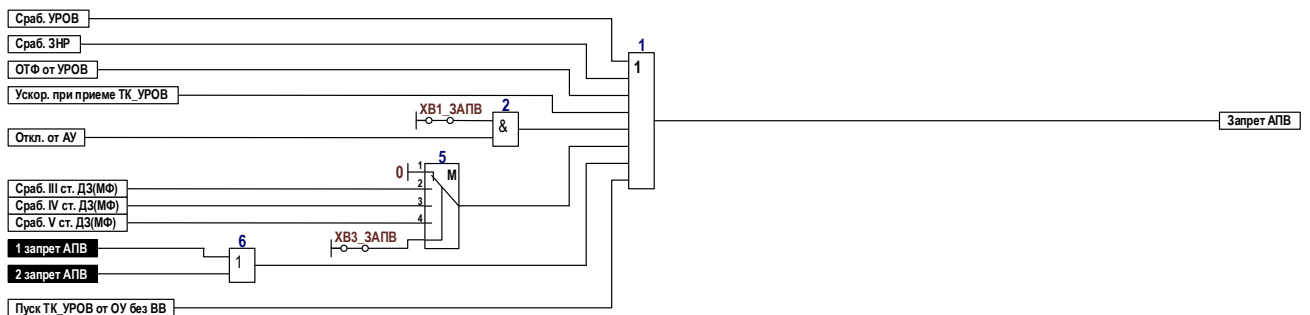 Сраб. УРОВ
Сраб. ЗНР
1
ОТФ от УРОВ
1
Ускор. при приеме ТК_УРОВ
ХВ1_ЗАПВ
2
&
Запрет АПВ
Откл. от АУ
5
0
1
М
Сраб. III ст. ДЗ(МФ)
2
Сраб. IV ст. ДЗ(МФ)
3
Сраб. V ст. ДЗ(МФ)
4
ХВ3_ЗАПВ
1 запрет АПВ
6
1
2 запрет АПВ
Пуск ТК_УРОВ от ОУ без ВВ